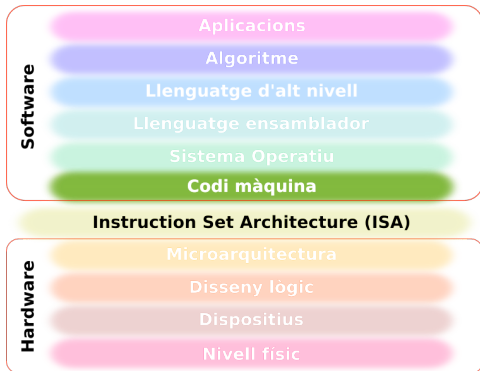 Software
Aplicacions
Algoritme
Llenguatge d'alt nivell
Llenguatge ensamblador
Sistema Operatiu
Codi màquina
Instruction Set Architecture (ISA)
Hardware
Microarquitectura
Disseny lògic
Dispositius
Nivell físic